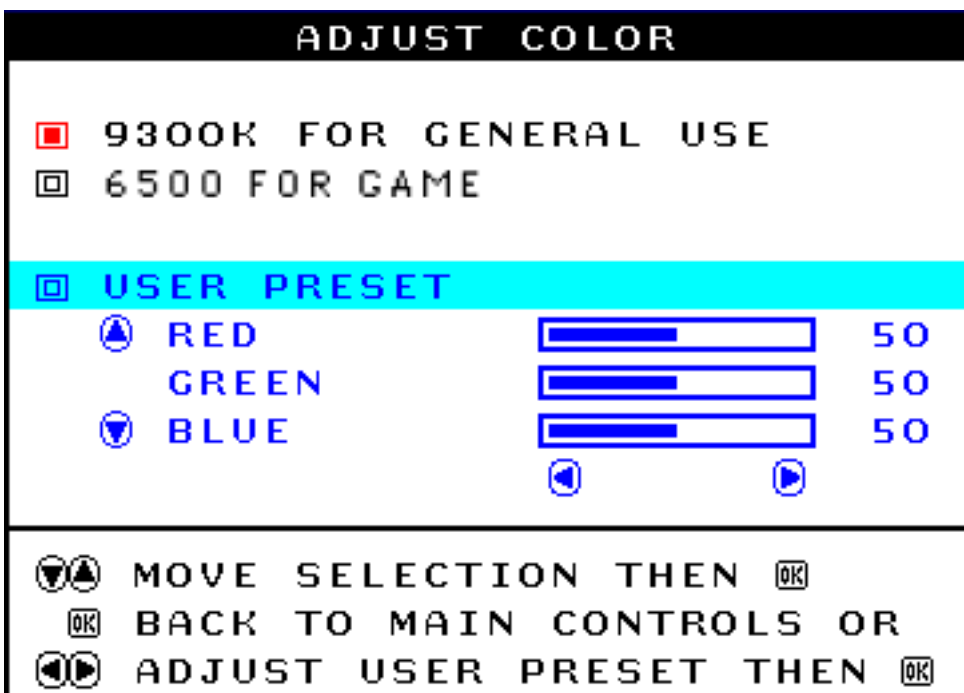 ADJUST COLOR
9300K FOR GENERAL USE
6500 FOR GAME
USER PRESET
RED 50
GREEN 50
BLUE 50
MOVE SELECTION THEN OK
OK BACK TO MAIN CONTROLS OR
ADJUST USER PRESET THEN OK